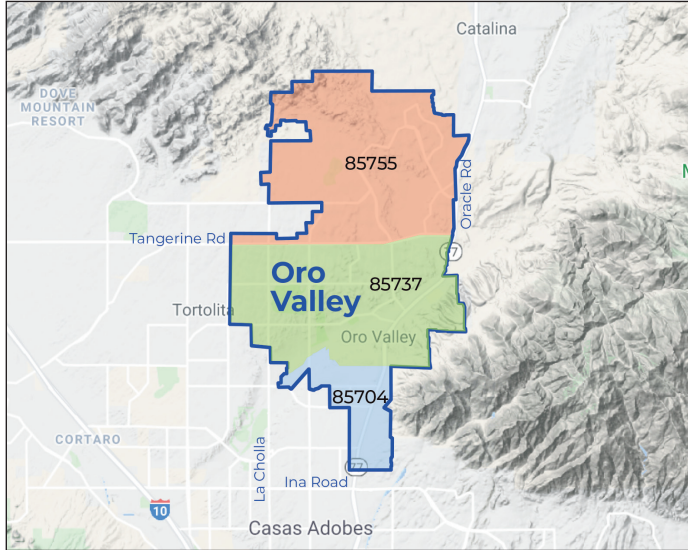 Catalina
DOVE
MOUNTAIN
RESORT
85755
Oracle Rd
Tangerine Rd
Oro
Valley
85737
Tortolita
Oro Valley
85704
CORTARO
La Cholla
77
Ina Road
10
Casas Adobes